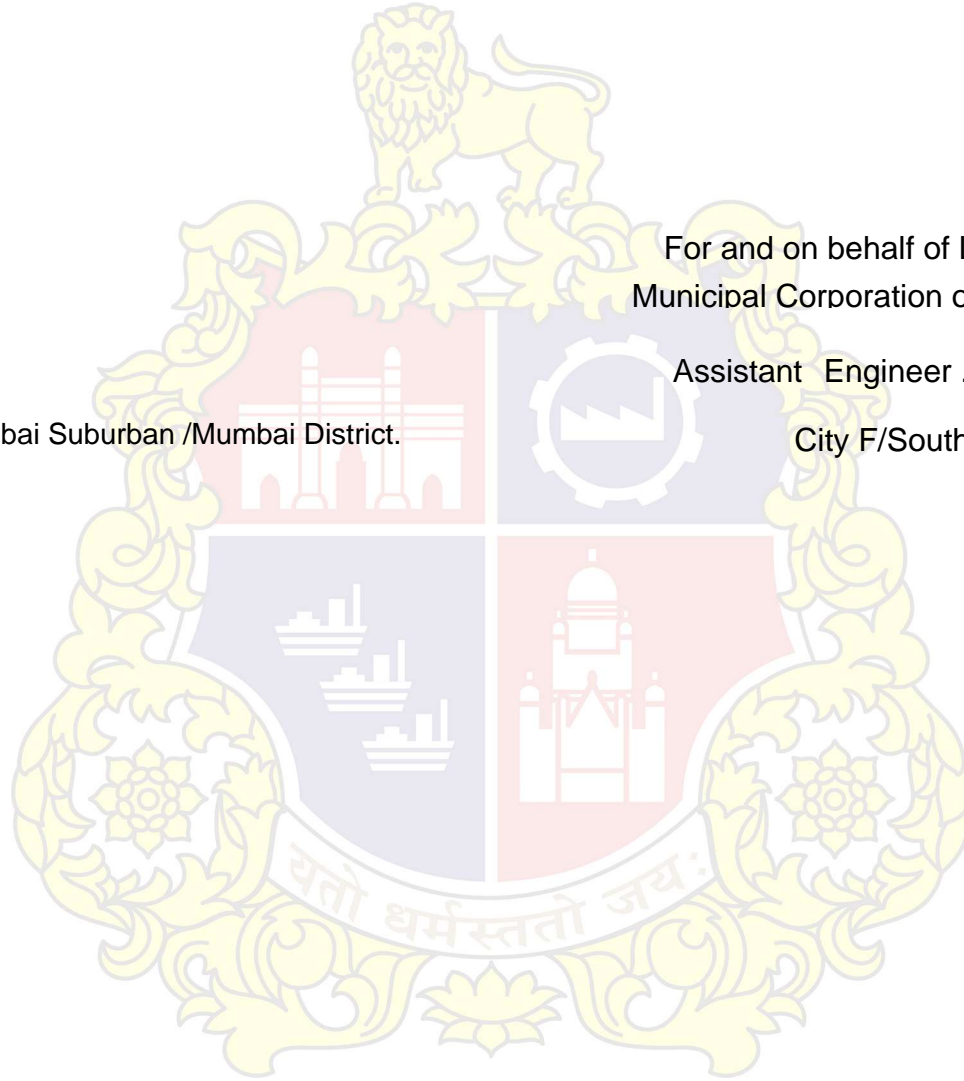 For and on behalf of
Municipal Corporation
Assistant Engineer .
bai Suburban /Mumbai District.
City F/South
यतो धर्मस्ततो जय: